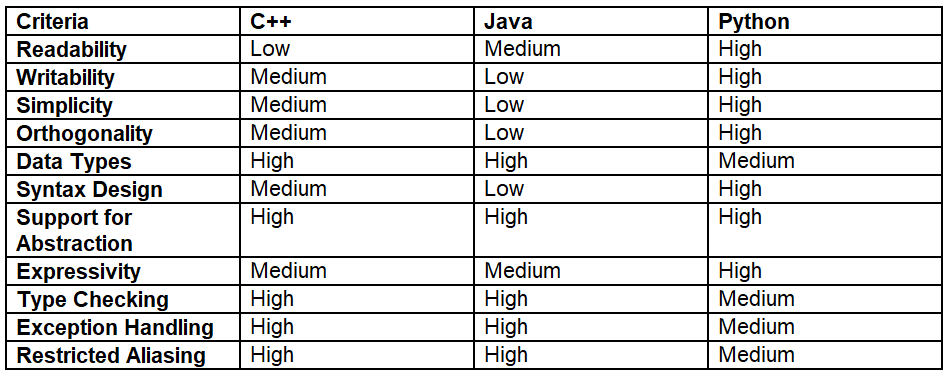 Criteria C++ Java Python
Readability Low Medium High
Writability Medium Low High
Simplicity Medium Low High
Orthogonality Medium Low High
Data Types High High Medium
Syntax Design Medium Low High
Support for High High High
Abstraction
Expressivity Medium Medium High
Type Checking High High Medium
Exception Handling High High Medium
Restricted Aliasing High High Medium